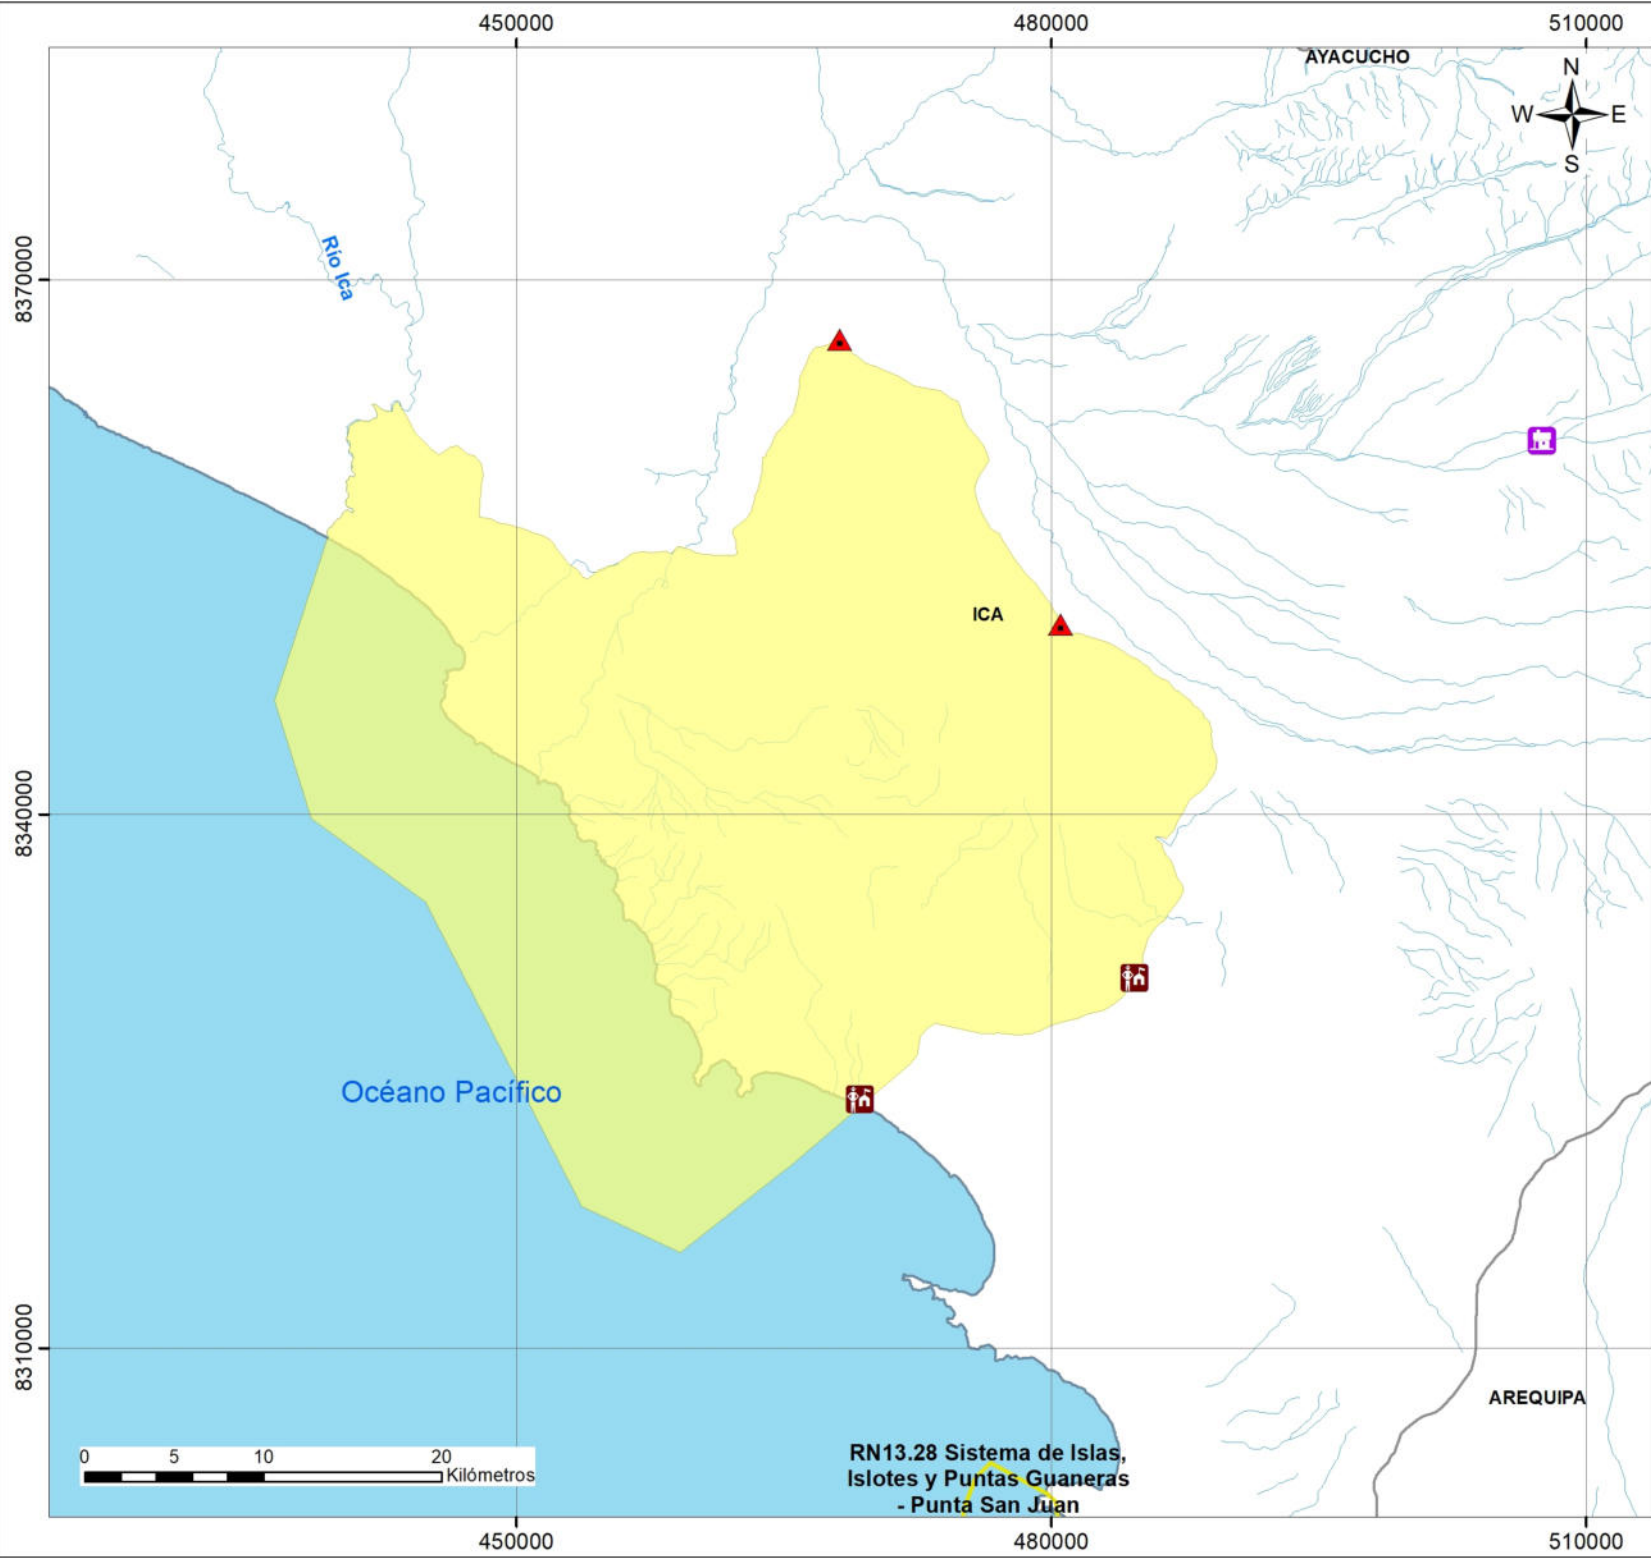 450000
480000
510000
AYACUCHO
N
W
E
S
8370000
Río Ica
ICA
8340000
Océano Pacífico
8310000
AREQUIPA
0
5
10
20
Kilómetros
RN13.28 Sistema de Islas,
Islotes y Puntas Guaneras
- Punta San Juan
450000
480000
510000